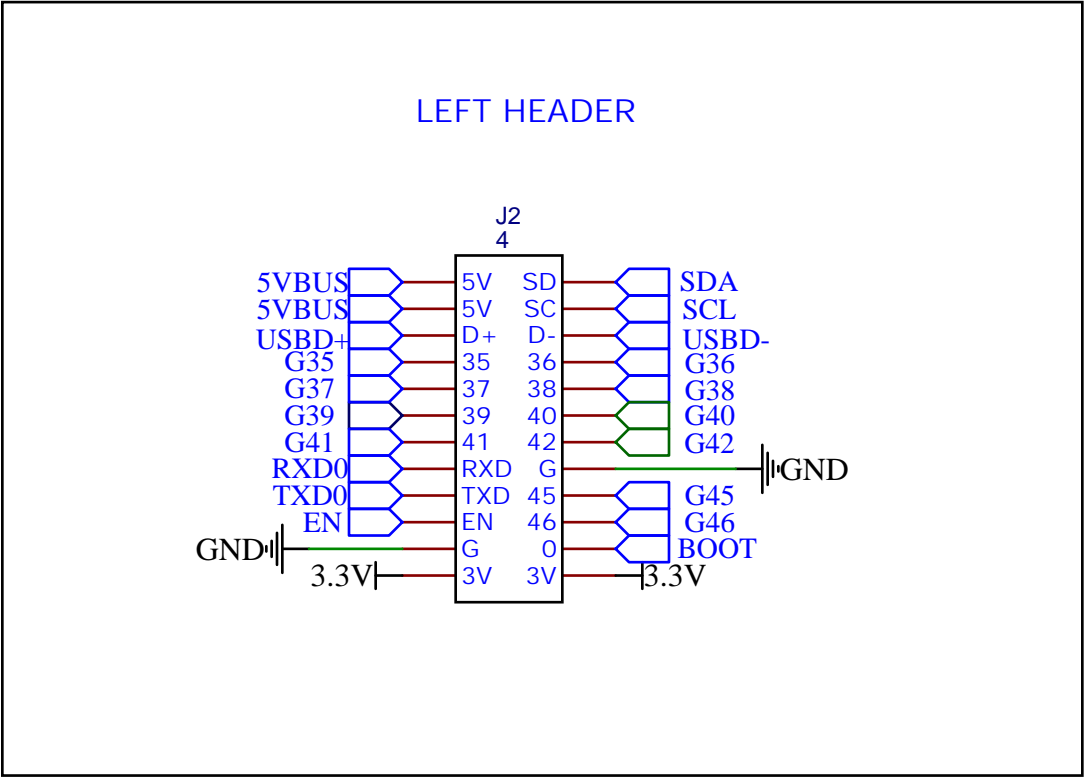 LEFT HEADER
J2
4
5VBUS 5V SD SDA
5VBUS 5V SC SCL
USBD+ D+ D- USBD-
G35 35 36 G36
G37 37 38 G38
G39 39 40 G40
G41 41 42 G42
RXD0 RXD G GND
TXD0 TXD 45 G45
EN EN 46 G46
GND G 0 BOOT
3.3V 3V 3V 3.3V